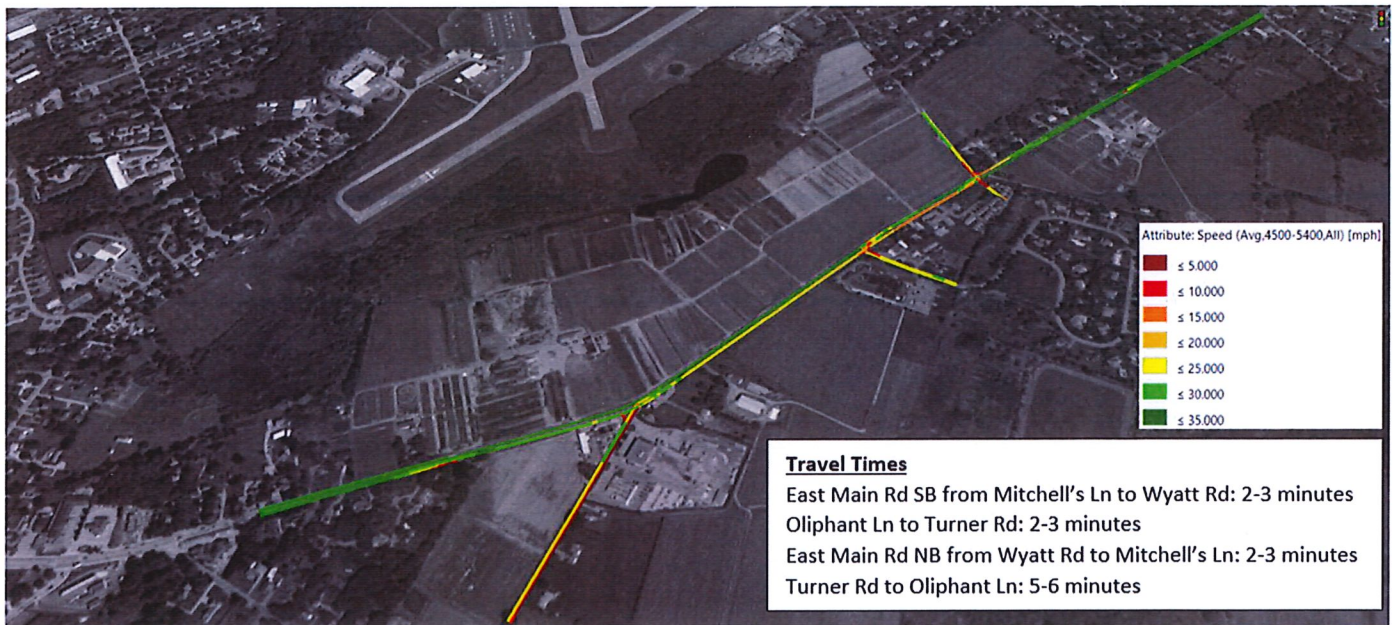 Attribute: Speed (Avg,4500-5400,All) [mph]
≤ 5.000
≤ 10.000
≤ 15.000
≤ 20.000
≤ 25.000
≤ 30.000
≤ 35.000
Travel Times
East Main Rd SB from Mitchell's Ln to Wyatt Rd: 2-3 minutes
Oliphant Ln to Turner Rd: 2-3 minutes
East Main Rd NB from Wyatt Rd to Mitchell's Ln: 2-3 minutes
Turner Rd to Oliphant Ln: 5-6 minutes